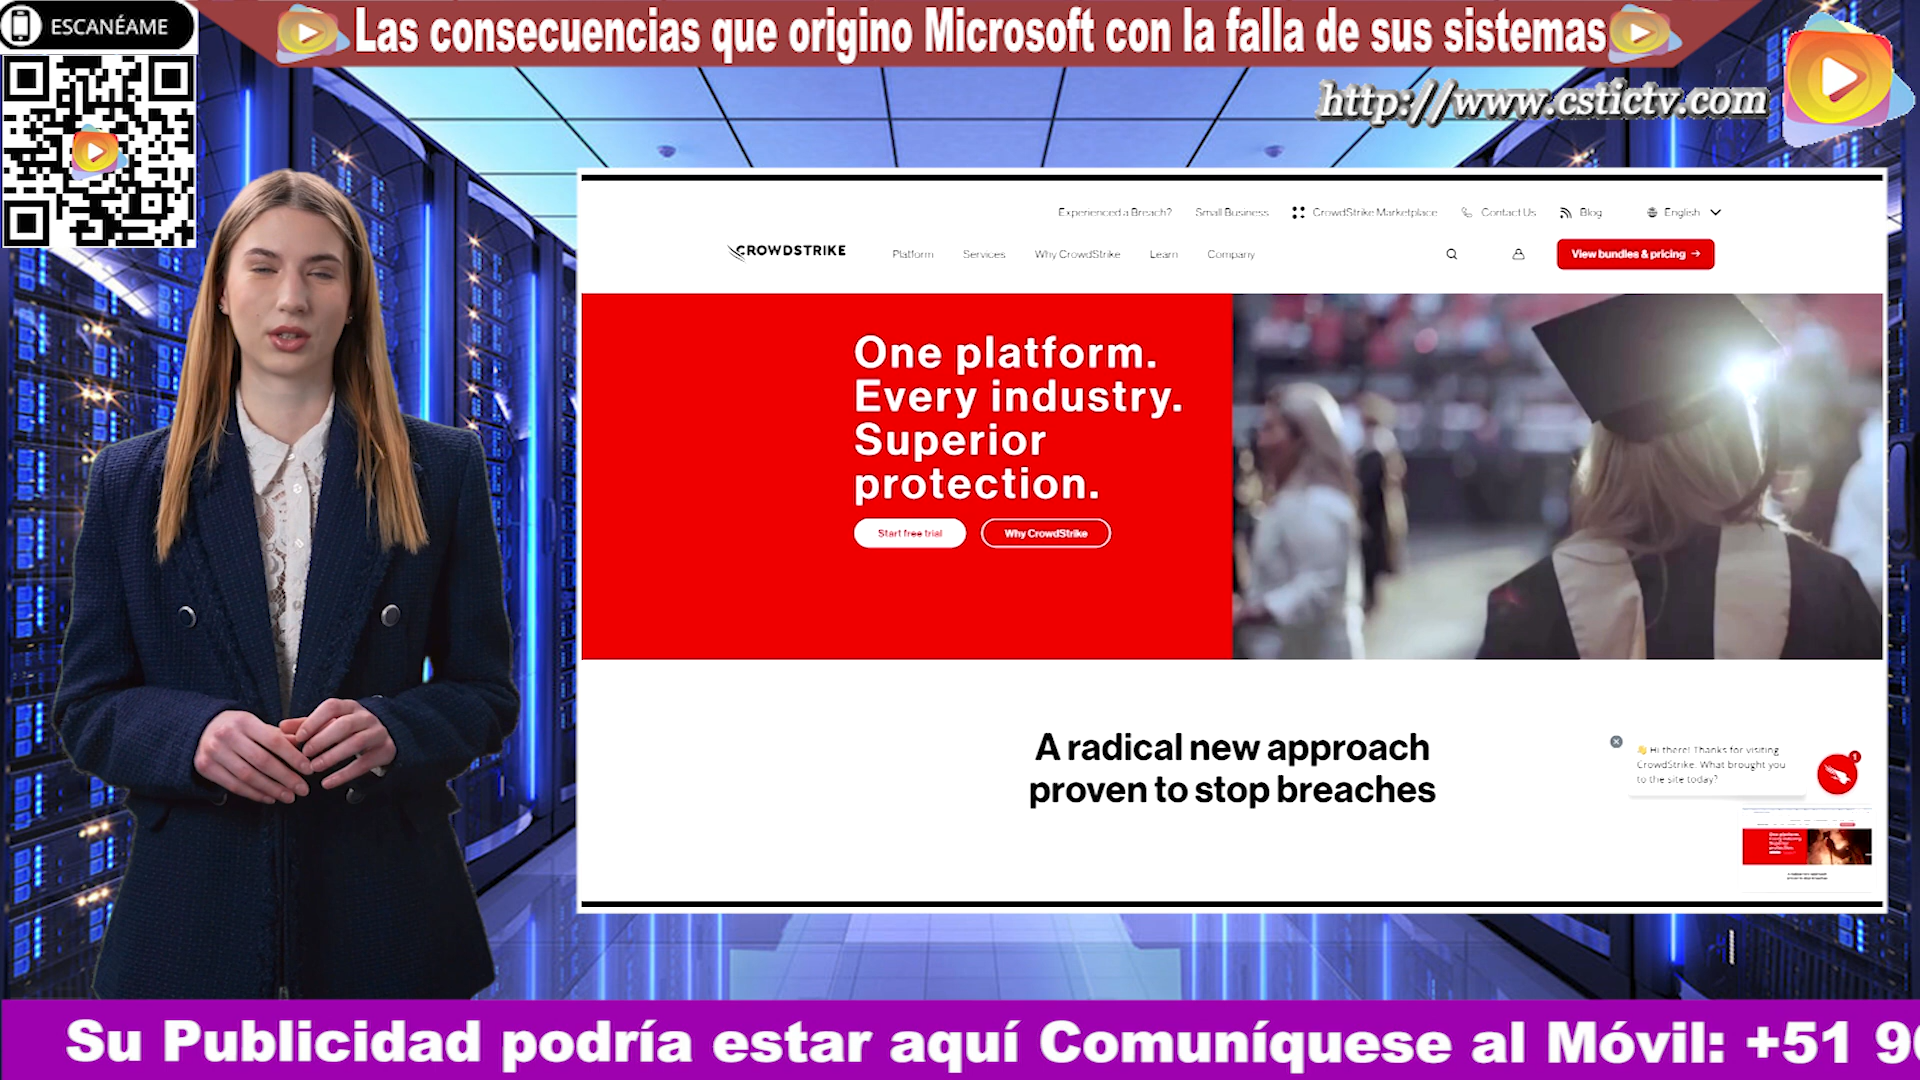 ESCANÉAME
Las consecuencias que origino Microsoft con la falla de sus sistemas
http://www.cstictv.com
Experienced a Breach? Small Business CrowdStrike Marketplace Contact Us Blog English
CROWDSTRIKE Platform Services Why CrowdStrike Learn Company View bundles & pricing →
One platform.
Every industry.
Superior
protection.
Start free trial Why CrowdStrike
A radical new approach
proven to stop breaches
👋 Hi there! Thanks for visiting
CrowdStrike. What brought you
to the site today?
1
Su Publicidad podría estar aquí Comuníquese al Móvil: +51 9